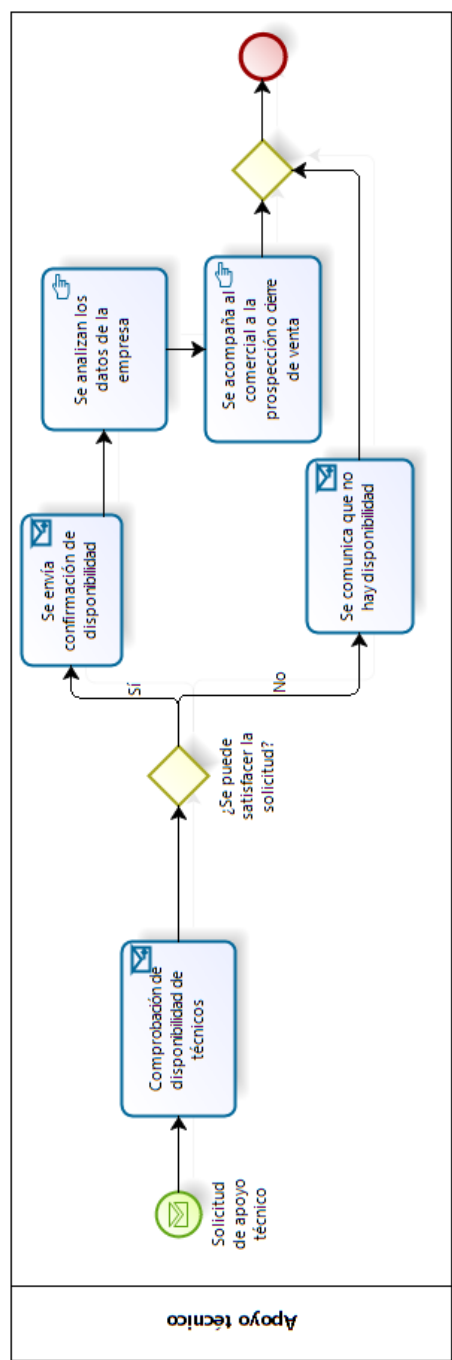 Apoyo técnico
Solicitud
de apoyo
técnico
Comprobación de
disponibilidad de
técnicos
¿Se puede
satisfacer la
solicitud?
Sí
No
Se envía
confirmación de
disponibilidad
Se analizan los
datos de la
empresa
Se acompaña al
comercial a la
prospección o cierre
de venta
Se comunica que no
hay disponibilidad